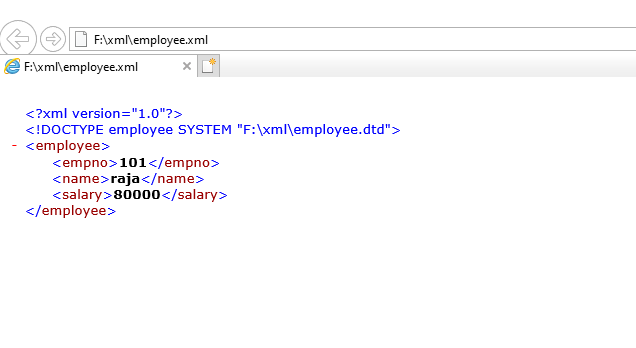 F:\xml\employee.xml
F:\xml\employee.xml
<?xml version="1.0"?>
<!DOCTYPE employee SYSTEM "F:\xml\employee.dtd">
- <employee>
<empno>101</empno>
<name>raja</name>
<salary>80000</salary>
</employee>